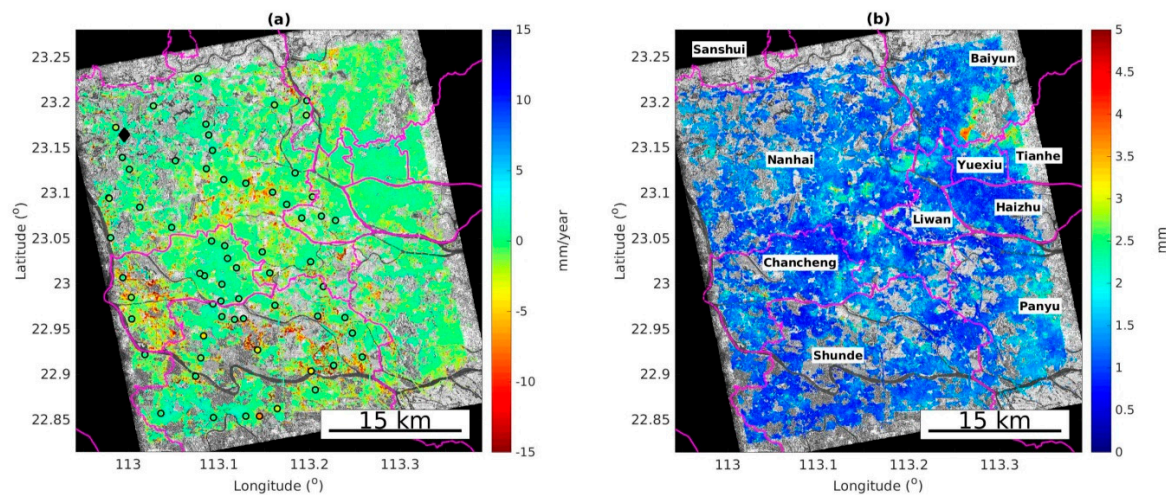 (a)
23.28
23.2
23.15
23.1
23.05
23
22.95
22.9
22.85
Latitude (o)
113
113.1
113.2
113.3
Longitude (o)
15 km
15
10
5
0
-5
-10
-15
mm/year
(b)
23.25
23.2
23.15
23.1
23.05
23
22.95
22.9
22.85
Latitude (o)
Sanshui
Baiyun
Nanhai
Yuexiu
Tianhe
Haizhu
Liwan
Chancheng
Panyu
Shunde
15 km
113
113.1
113.2
113.3
Longitude (o)
5
4.5
4
3.5
3
2.5
2
1.5
1
0.5
0
mm